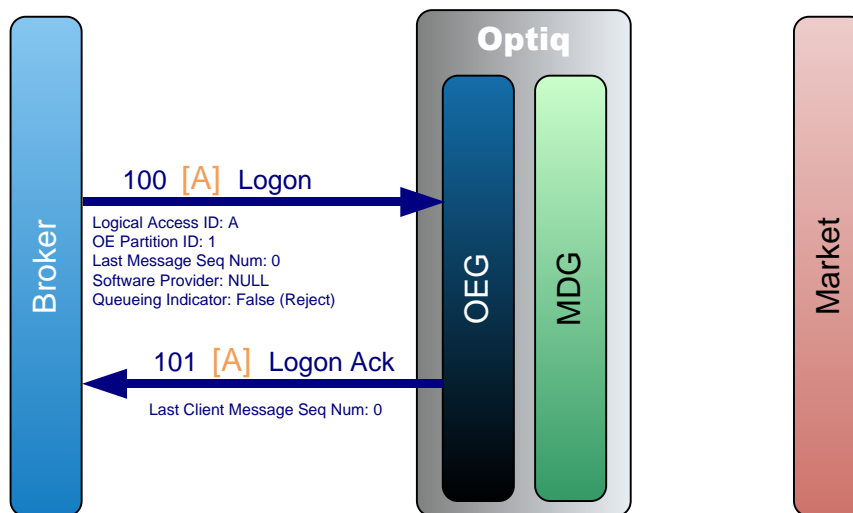 Optiq
100 [A] Logon
Logical Access ID: A
OE Partition ID: 1
Last Message Seq Num: 0
Software Provider: NULL
Queueing Indicator: False (Reject)
Broker
OEG
MDG
Market
101 [A] Logon Ack
Last Client Message Seq Num: 0